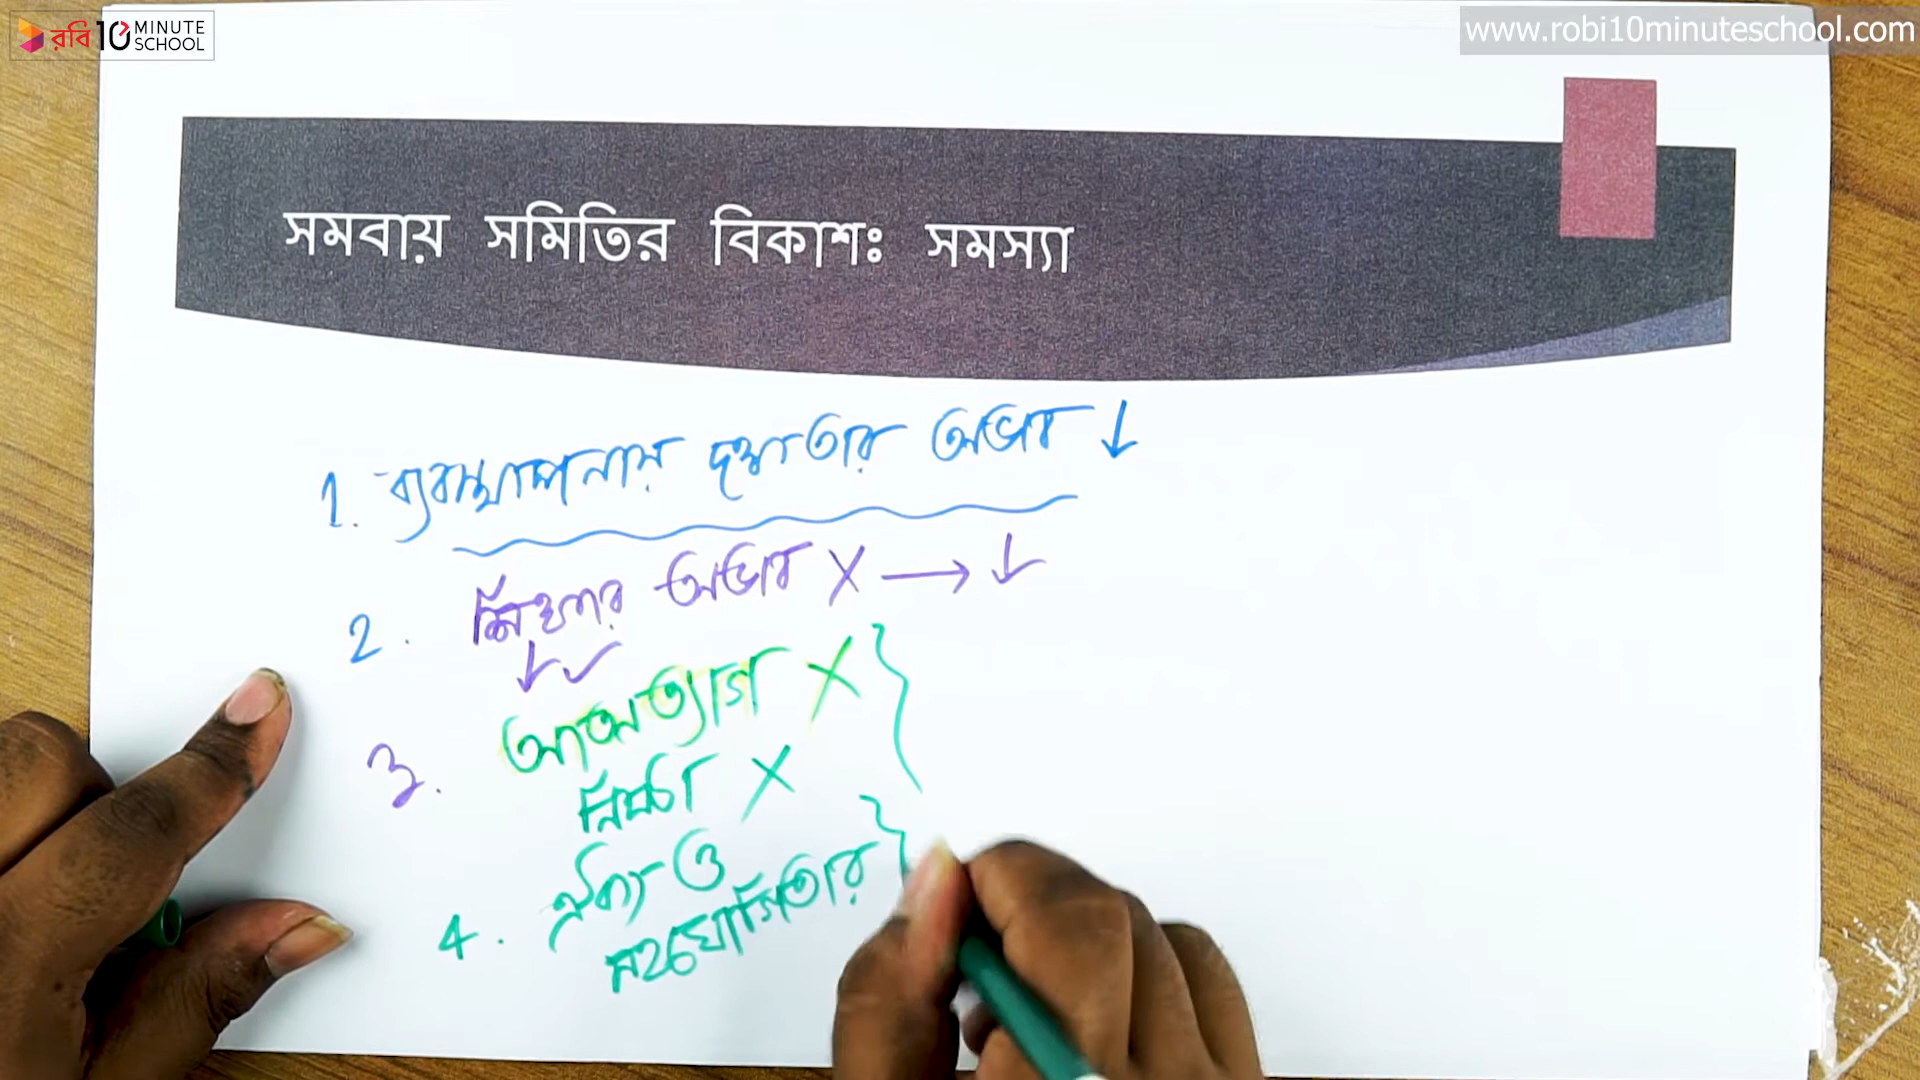 রবি 10 MINUTE SCHOOL
www.robi10minuteschool.com
সমবায় সমিতির বিকাশঃ সমস্যা
1. ব্যবস্থাপনায় দক্ষতার অভাব ↓
2. শিক্ষার অভাব X → ↓
৩. আত্মত্যাগ X
নিষ্ঠা X
4. ঐক্য ও
সহযোগিতার